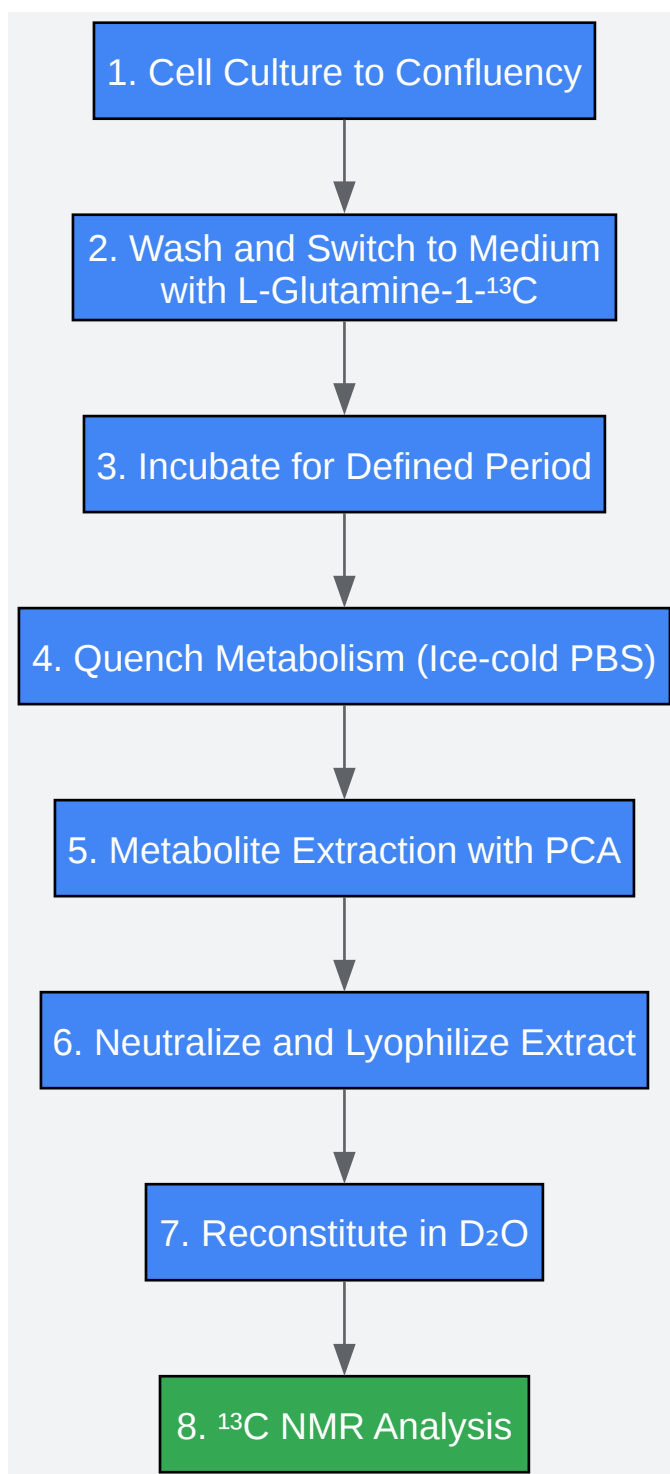 1. Cell Culture to Confluency
2. Wash and Switch to Medium
with L-Glutamine-1-¹³C
3. Incubate for Defined Period
4. Quench Metabolism (Ice-cold PBS)
5. Metabolite Extraction with PCA
6. Neutralize and Lyophilize Extract
7. Reconstitute in D₂O
8. ¹³C NMR Analysis